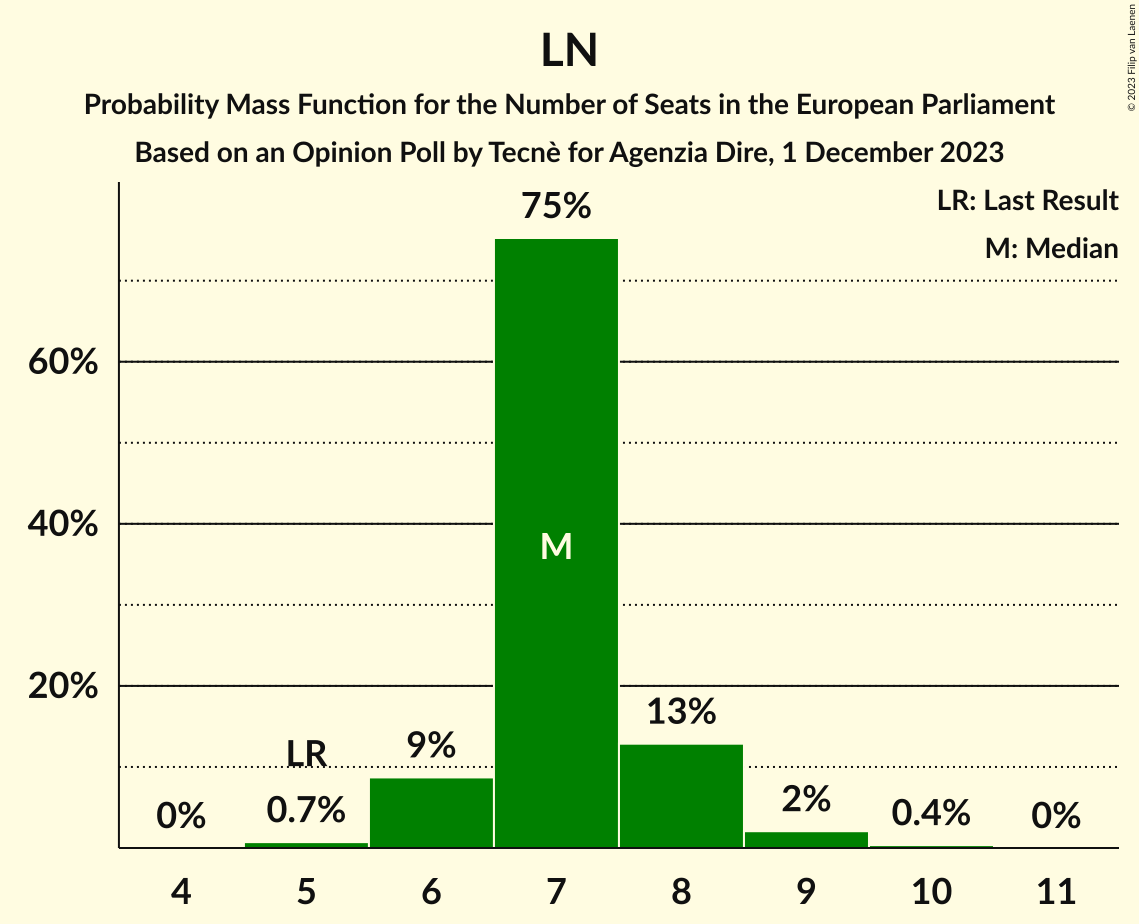 LN
Probability Mass Function for the Number of Seats in the European Parliament
Based on an Opinion Poll by Tecnè for Agenzia Dire, 1 December 2023
© 2023 Filip van Laenen
LR: Last Result
M: Median
75%
60%
40%
20%
M
13%
9%
LR
2%
0.7%
0.4%
0%
0%
4 5 6 7 8 9 10 11